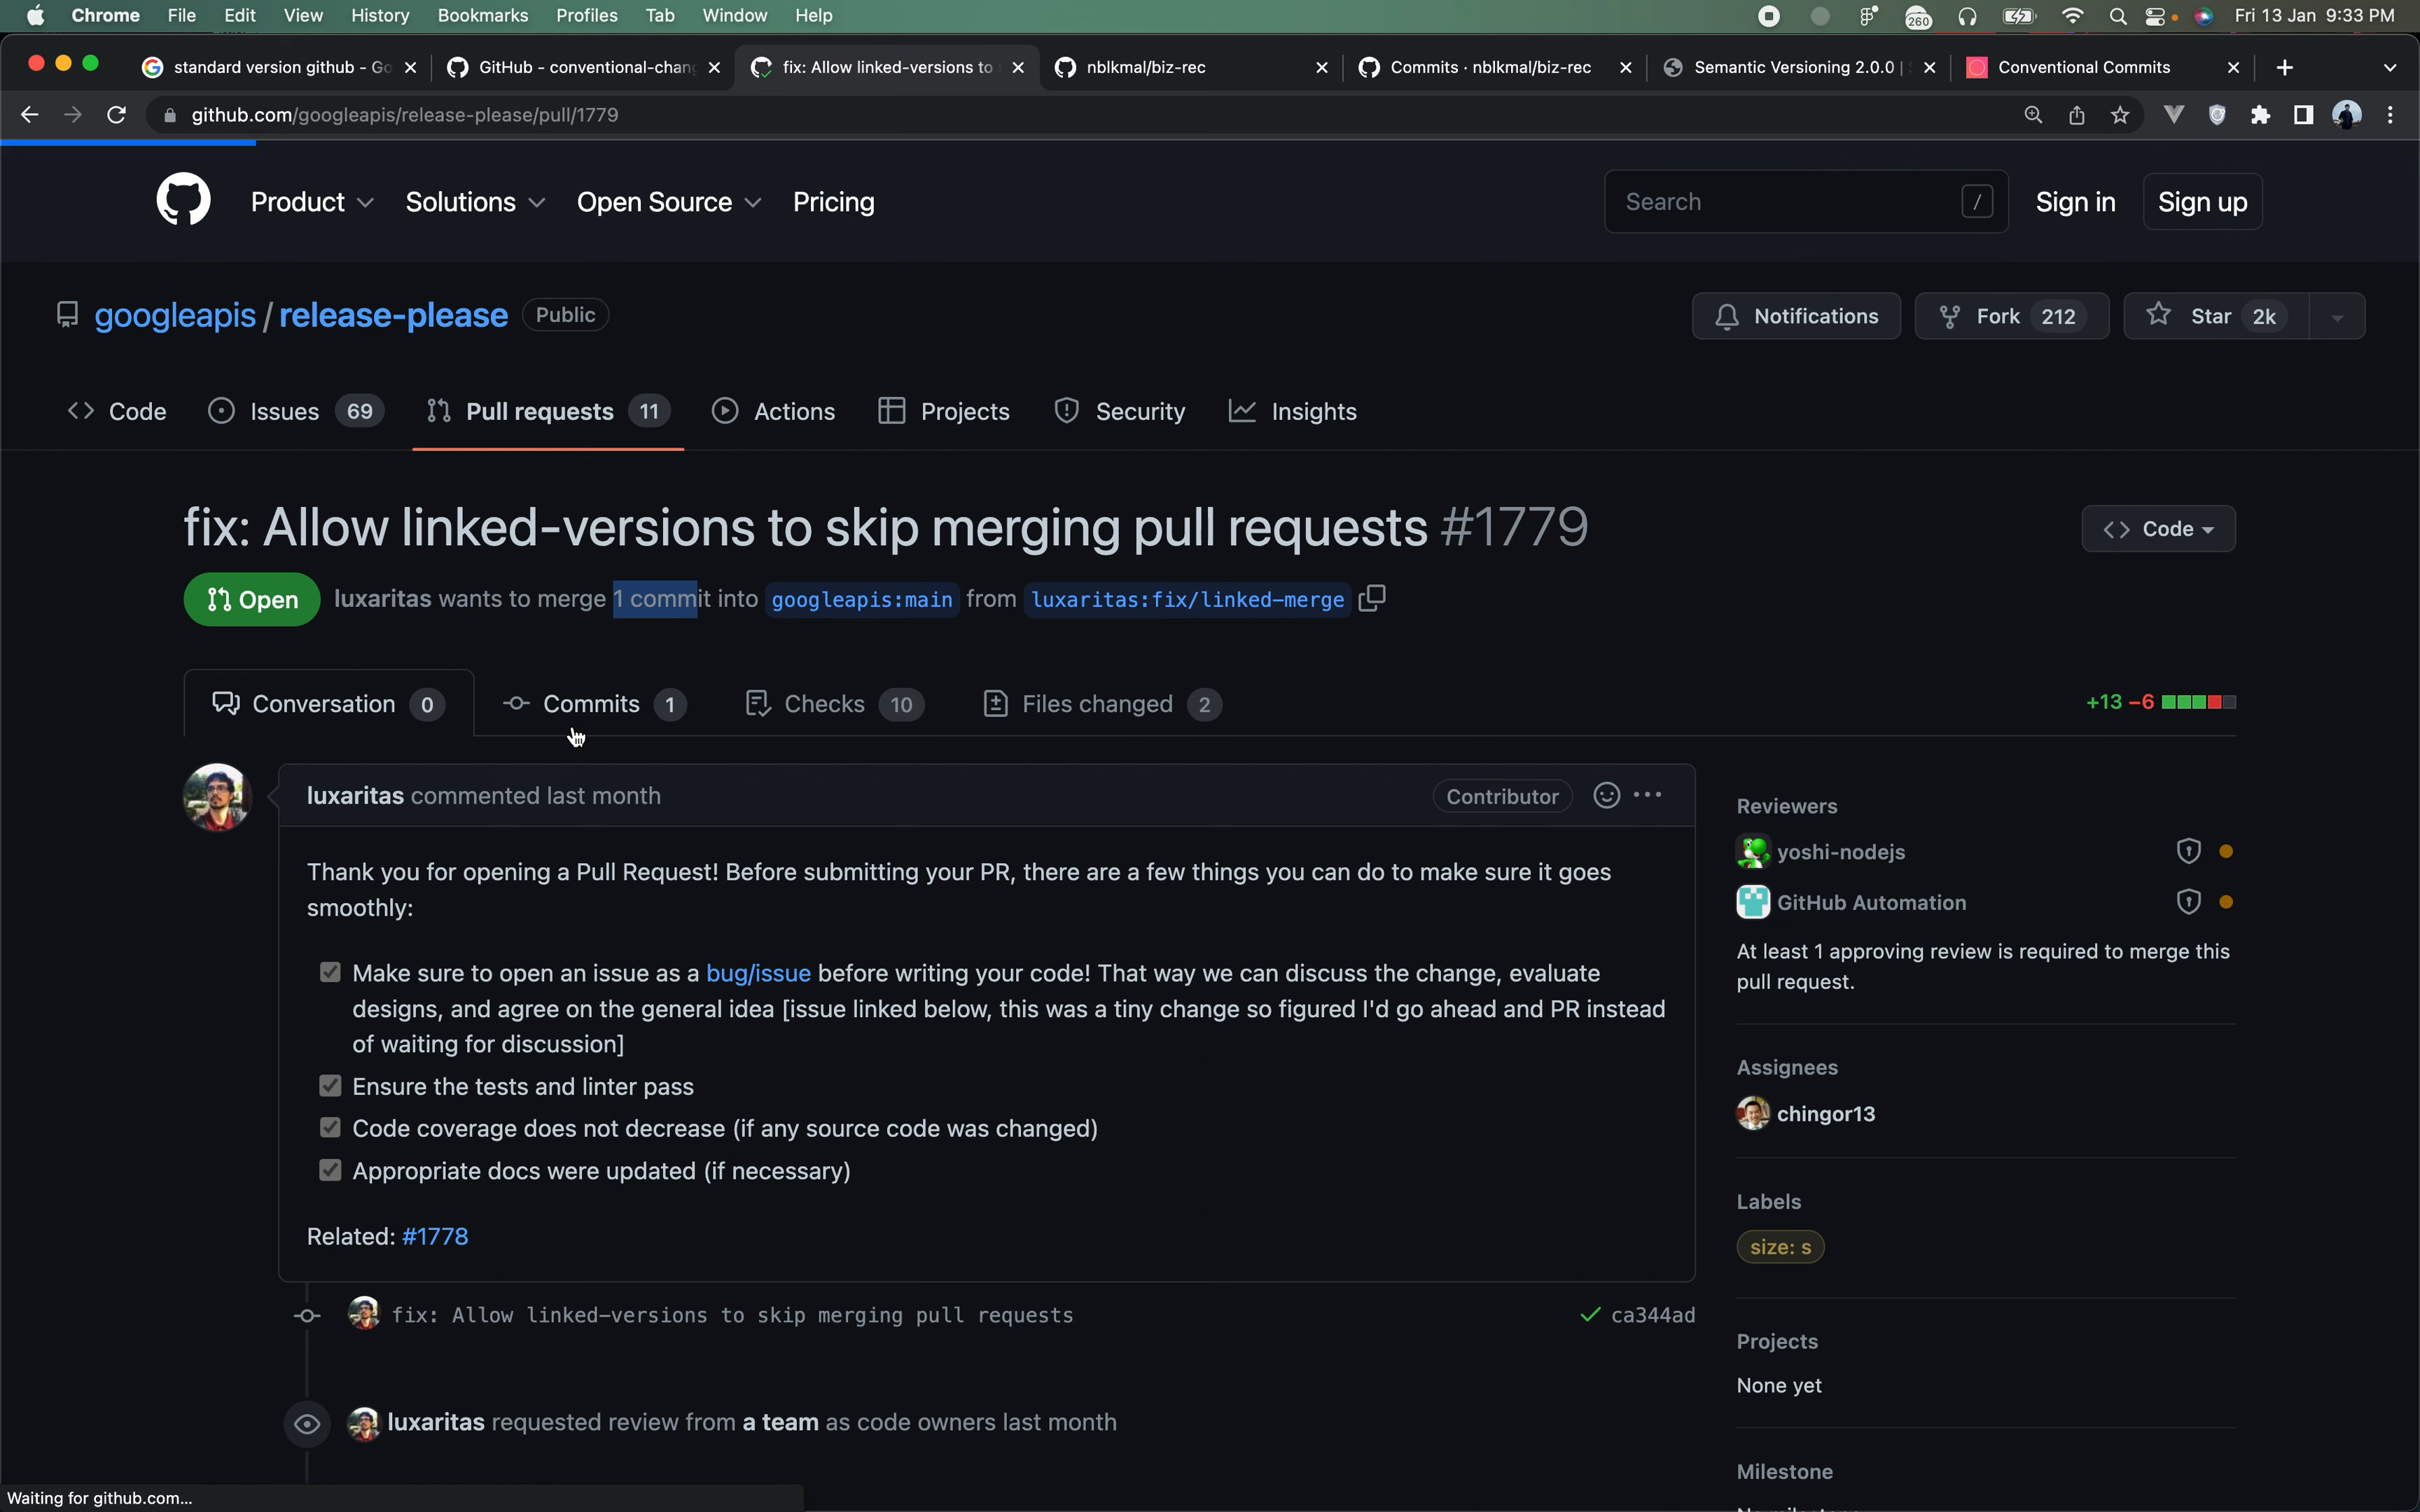 Chrome File Edit View History Bookmarks Profiles Tab Window Help 260 Fri 13 Jan 9:33 PM
standard version github - Go GitHub - conventional-chang fix: Allow linked-versions to nblkmal/biz-rec Commits · nblkmal/biz-rec Semantic Versioning 2.0.0 | Conventional Commits
github.com/googleapis/release-please/pull/1779
Product Solutions Open Source Pricing Search / Sign in Sign up
googleapis / release-please Public Notifications Fork 212 Star 2k
Code Issues 69 Pull requests 11 Actions Projects Security Insights
fix: Allow linked-versions to skip merging pull requests #1779 Code
Open luxaritas wants to merge 1 commit into googleapis:main from luxaritas:fix/linked-merge
Conversation 0 Commits 1 Checks 10 Files changed 2 +13 −6
luxaritas commented last month Contributor
Thank you for opening a Pull Request! Before submitting your PR, there are a few things you can do to make sure it goes
smoothly:
Make sure to open an issue as a bug/issue before writing your code! That way we can discuss the change, evaluate
designs, and agree on the general idea [issue linked below, this was a tiny change so figured I'd go ahead and PR instead
of waiting for discussion]
Ensure the tests and linter pass
Code coverage does not decrease (if any source code was changed)
Appropriate docs were updated (if necessary)
Related: #1778
fix: Allow linked-versions to skip merging pull requests ca344ad
luxaritas requested review from a team as code owners last month
Reviewers
yoshi-nodejs
GitHub Automation
At least 1 approving review is required to merge this
pull request.
Assignees
chingor13
Labels
size: s
Projects
None yet
Milestone
Waiting for github.com...